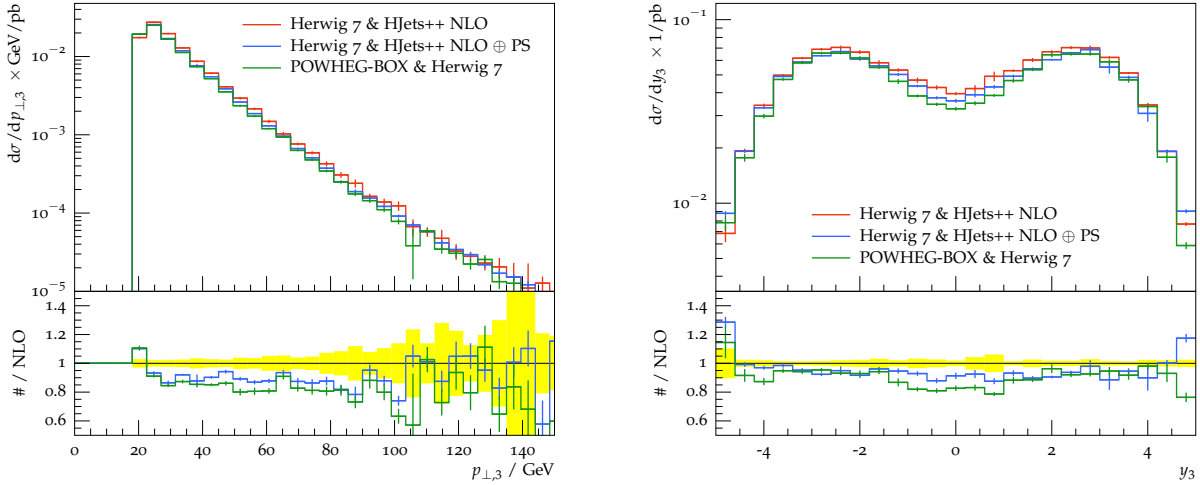 Herwig 7 & HJets++ NLO
Herwig 7 & HJets++ NLO ⊕ PS
POWHEG-BOX & Herwig 7
10⁻²
10⁻³
10⁻⁴
10⁻⁵
dσ/dp⊥,3 × GeV/pb
1.4
1.2
1
0.8
0.6
# / NLO
0 20 40 60 80 100 120 140
p⊥,3 / GeV
10⁻¹
10⁻²
dσ/dy₃ × 1/pb
Herwig 7 & HJets++ NLO
Herwig 7 & HJets++ NLO ⊕ PS
POWHEG-BOX & Herwig 7
1.4
1.2
1
0.8
0.6
# / NLO
-4 -2 0 2 4
y₃